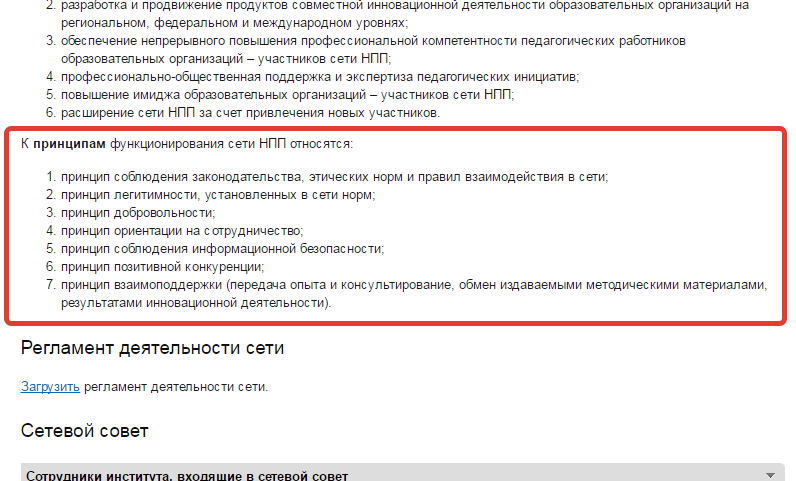 2. разработка и продвижение продуктов совместной инновационной деятельности образовательных организаций на
региональном, федеральном и международном уровнях;
3. обеспечение непрерывного повышения профессиональной компетентности педагогических работников
образовательных организаций – участников сети НПП;
4. профессионально-общественная поддержка и экспертиза педагогических инициатив;
5. повышение имиджа образовательных организаций – участников сети НПП;
6. расширение сети НПП за счет привлечения новых участников.
К принципам функционирования сети НПП относятся:
1. принцип соблюдения законодательства, этических норм и правил взаимодействия в сети;
2. принцип легитимности, установленных в сети норм;
3. принцип добровольности;
4. принцип ориентации на сотрудничество;
5. принцип соблюдения информационной безопасности;
6. принцип позитивной конкуренции;
7. принцип взаимоподдержки (передача опыта и консультирование, обмен издаваемыми методическими материалами,
результатами инновационной деятельности).
Регламент деятельности сети
Загрузить регламент деятельности сети.
Сетевой совет
Сотрудники института, входящие в сетевой совет